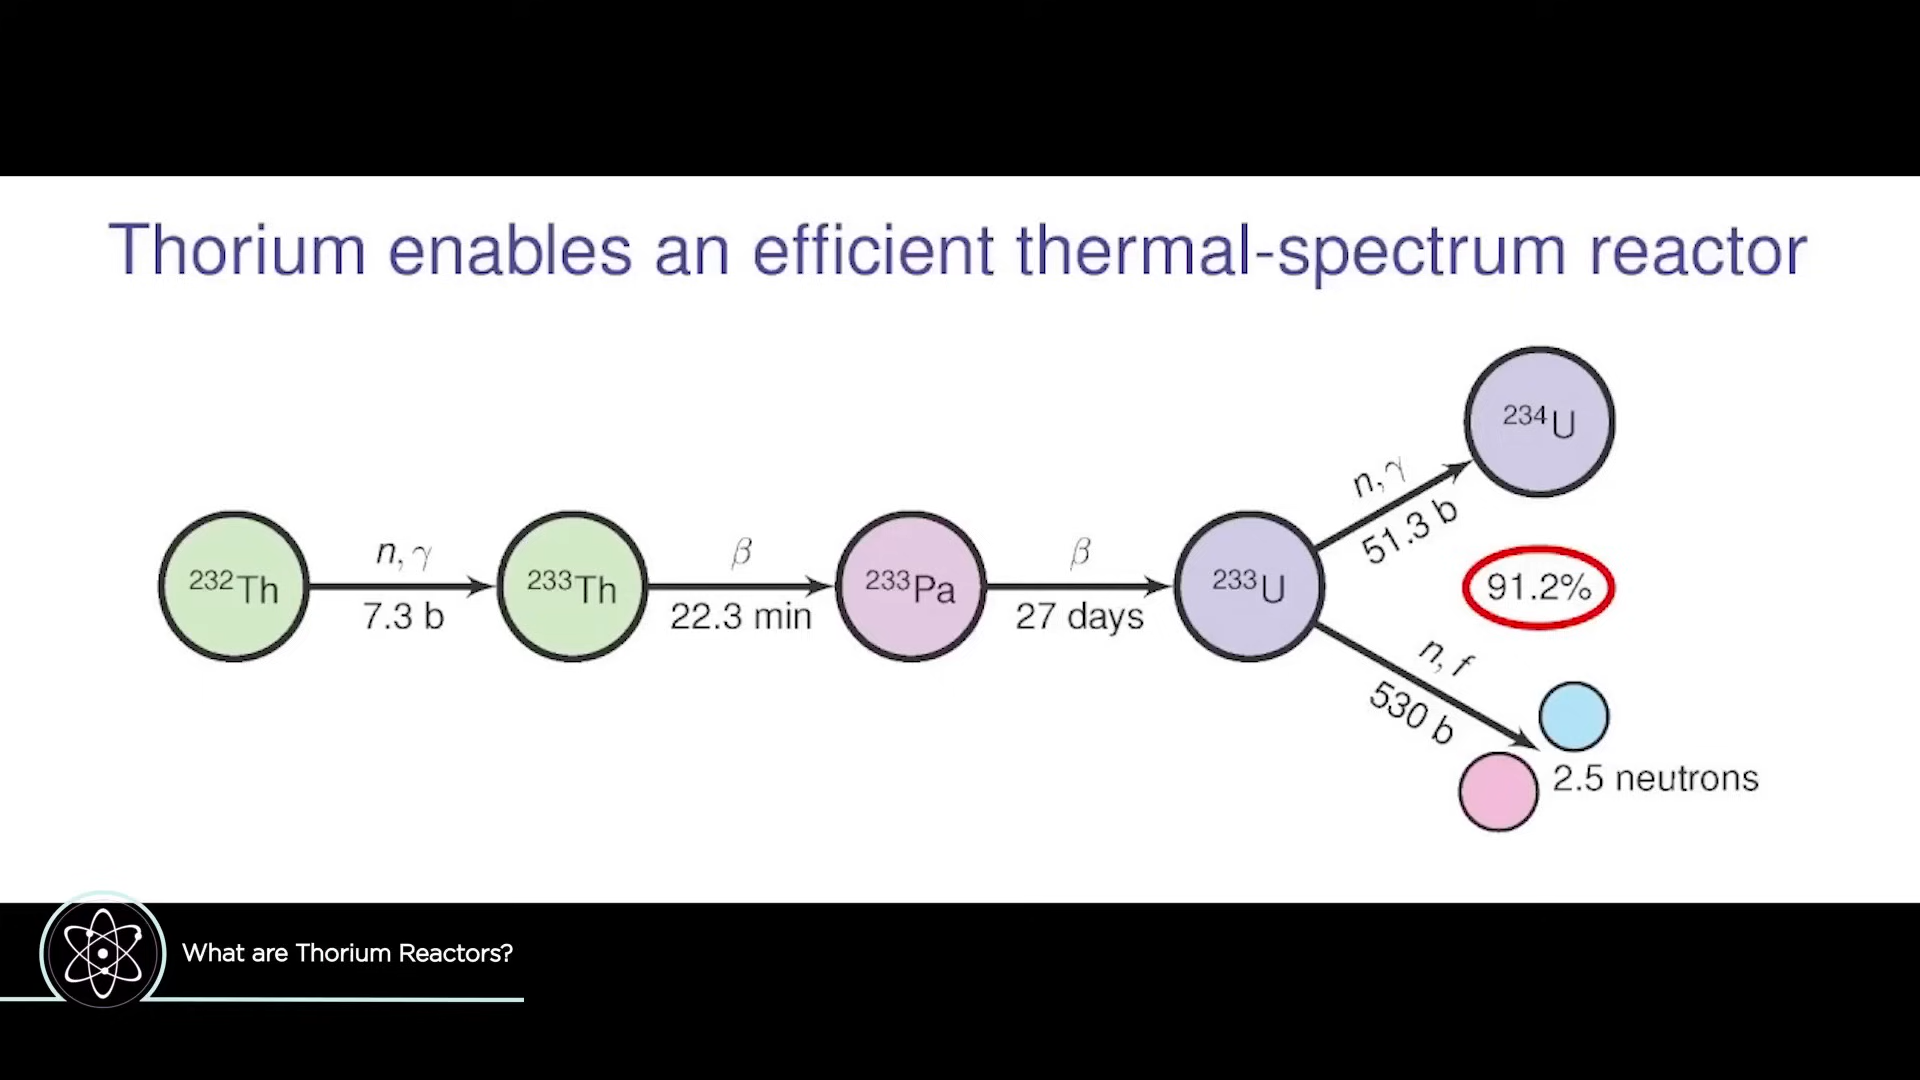 Thorium enables an efficient thermal-spectrum reactor
²³²Th
n, γ
7.3 b
²³³Th
β
22.3 min
²³³Pa
β
27 days
²³³U
n, γ
51.3 b
²³⁴U
91.2%
n, f
530 b
2.5 neutrons
What are Thorium Reactors?